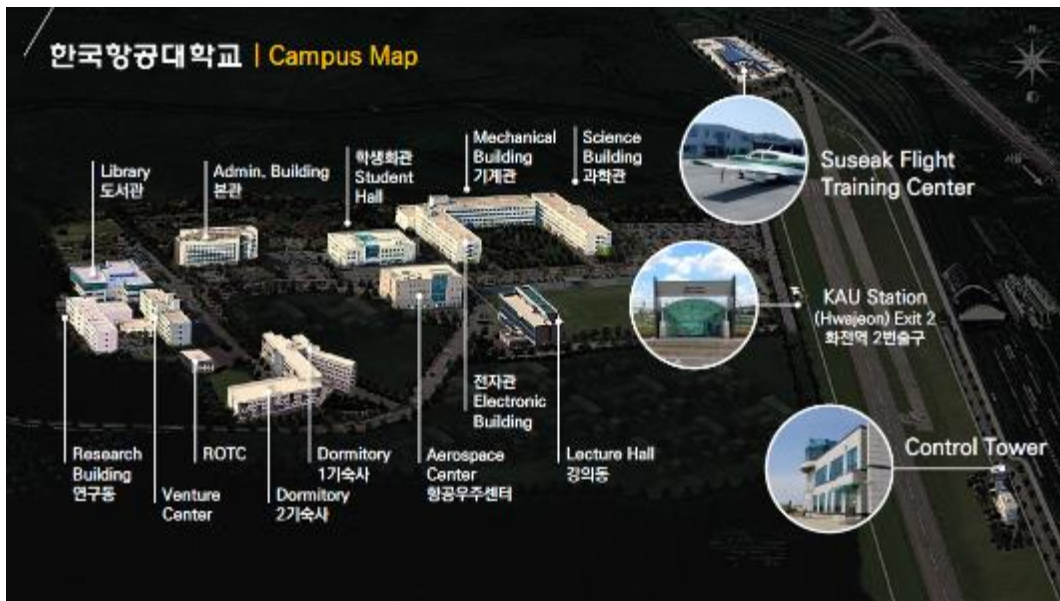 한국항공대학교 | Campus Map
Library
도서관
Admin. Building
본관
학생회관
Student
Hall
Mechanical
Building
기계관
Science
Building
과학관
Suseak Flight
Training Center
KAU Station
(Hwajeon) Exit 2
화전역 2번출구
전자관
Electronic
Building
Research
Building
연구동
Venture
Center
ROTC
Dormitory
2기숙사
Dormitory
1기숙사
Aerospace
Center
항공우주센터
Lecture Hall
강의동
Control Tower